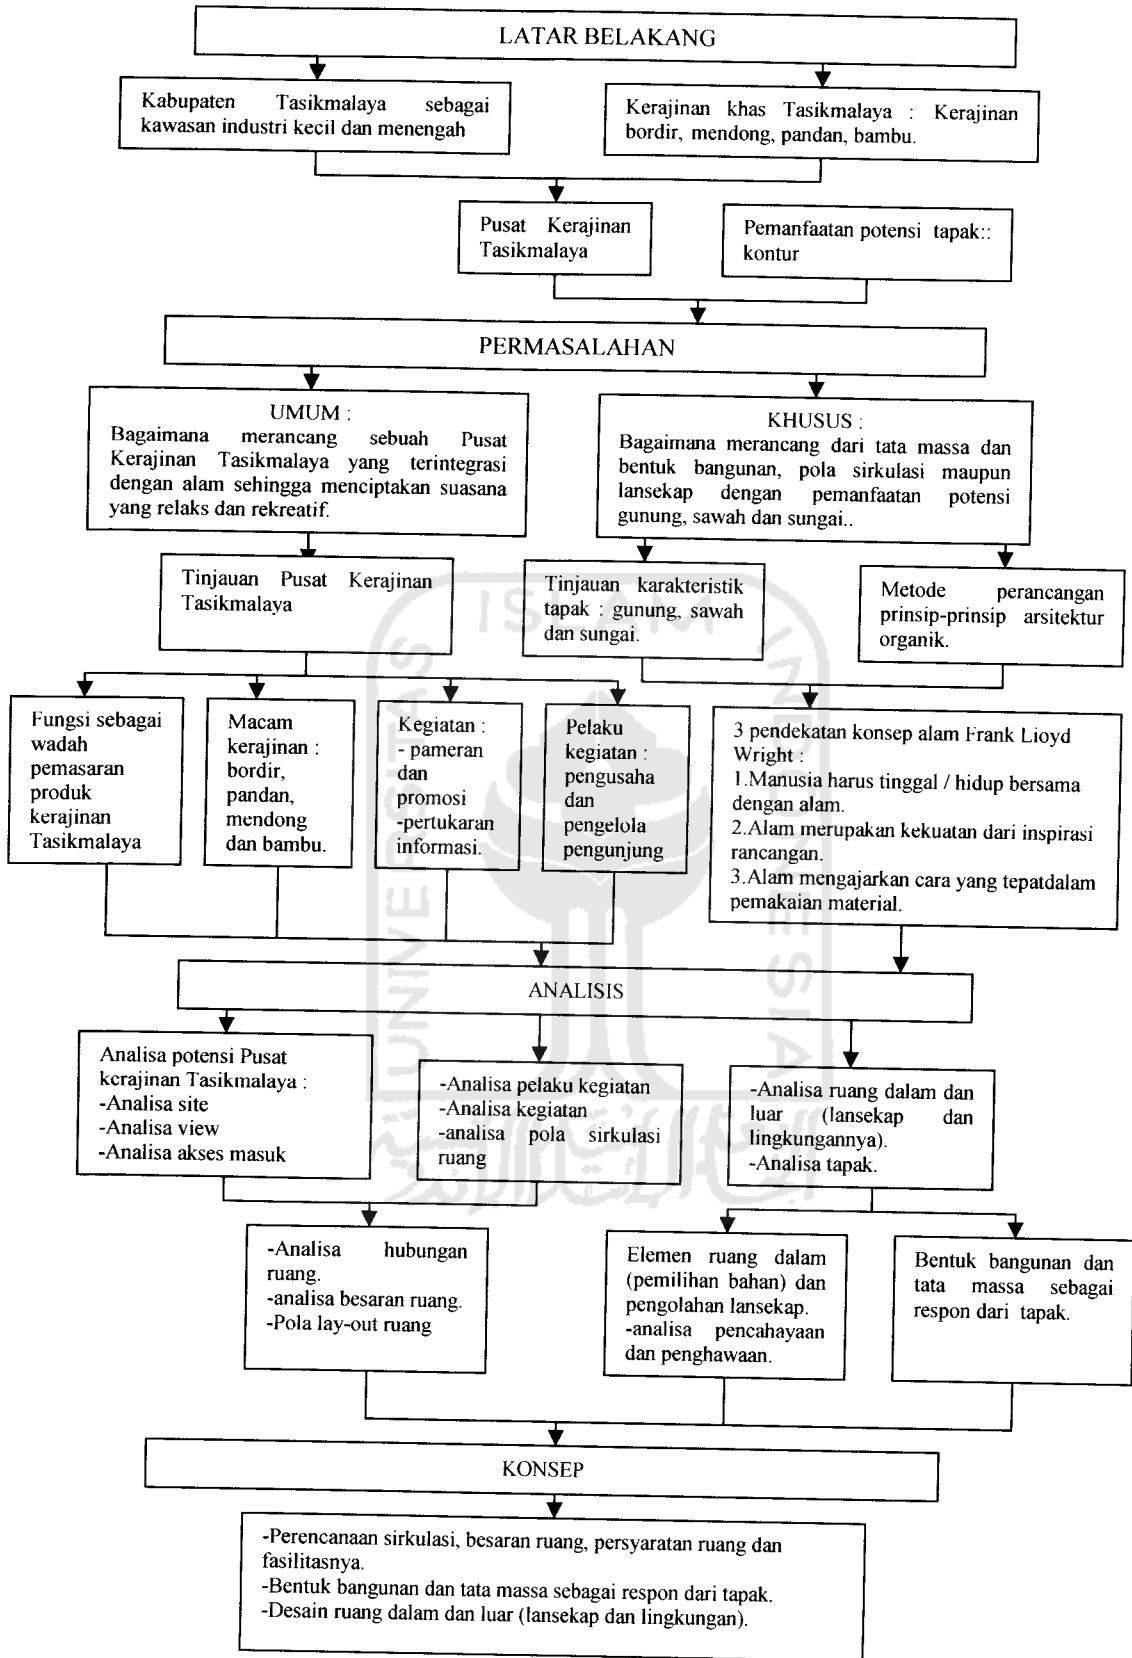 LATAR BELAKANG
Kabupaten Tasikmalaya sebagai
kawasan industri kecil dan menengah
Kerajinan khas Tasikmalaya : Kerajinan
bordir, mendong, pandan, bambu.
Pusat Kerajinan
Tasikmalaya
Pemanfaatan potensi tapak::
kontur
PERMASALAHAN
UMUM :
Bagaimana merancang sebuah Pusat
Kerajinan Tasikmalaya yang terintegrasi
dengan alam sehingga menciptakan suasana
yang relaks dan rekreatif.
KHUSUS :
Bagaimana merancang dari tata massa dan
bentuk bangunan, pola sirkulasi maupun
lansekap dengan pemanfaatan potensi
gunung, sawah dan sungai..
Tinjauan Pusat Kerajinan
Tasikmalaya
Tinjauan karakteristik
tapak : gunung, sawah
dan sungai.
Metode perancangan
prinsip-prinsip arsitektur
organik.
Fungsi sebagai
wadah
pemasaran
produk
kerajinan
Tasikmalaya
Macam
kerajinan :
bordir,
pandan,
mendong
dan bambu.
Kegiatan :
- pameran
dan
promosi
-pertukaran
informasi.
Pelaku
kegiatan :
pengusaha
dan
pengelola
pengunjung
3 pendekatan konsep alam Frank Lioyd
Wright :
1.Manusia harus tinggal / hidup bersama
dengan alam.
2.Alam merupakan kekuatan dari inspirasi
rancangan.
3.Alam mengajarkan cara yang tepatdalam
pemakaian material.
ANALISIS
Analisa potensi Pusat
kerajinan Tasikmalaya :
-Analisa site
-Analisa view
-Analisa akses masuk
-Analisa pelaku kegiatan
-Analisa kegiatan
-analisa pola sirkulasi
ruang
-Analisa ruang dalam dan
luar (lansekap dan
lingkungannya).
-Analisa tapak.
-Analisa hubungan
ruang.
-analisa besaran ruang.
-Pola lay-out ruang
Elemen ruang dalam
(pemilihan bahan) dan
pengolahan lansekap.
-analisa pencahayaan
dan penghawaan.
Bentuk bangunan dan
tata massa sebagai
respon dari tapak.
KONSEP
-Perencanaan sirkulasi, besaran ruang, persyaratan ruang dan
fasilitasnya.
-Bentuk bangunan dan tata massa sebagai respon dari tapak.
-Desain ruang dalam dan luar (lansekap dan lingkungan).
UNIVERSITAS
ISLAM
INDONESIA